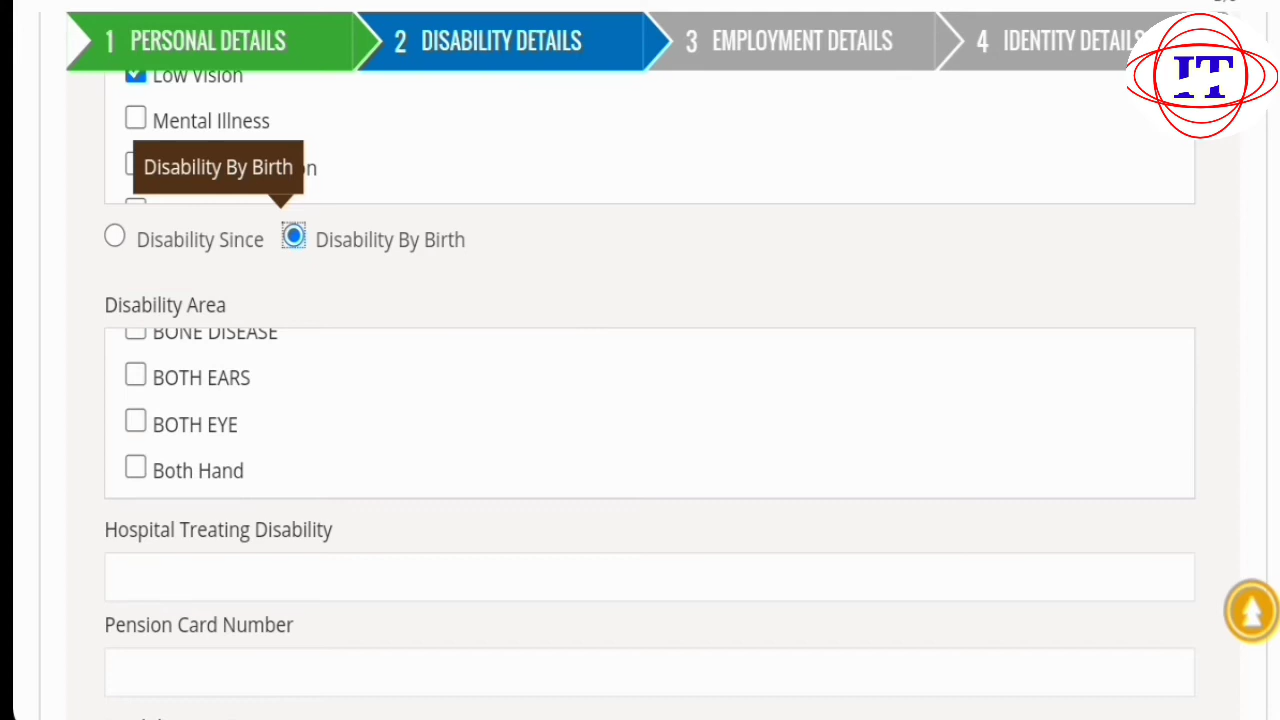 1 PERSONAL DETAILS
2 DISABILITY DETAILS
3 EMPLOYMENT DETAILS
4 IDENTITY DETAILS
IT
Low Vision
Mental Illness
Disability By Birth
Disability Since
Disability By Birth
Disability Area
BONE DISEASE
BOTH EARS
BOTH EYE
Both Hand
Hospital Treating Disability
Pension Card Number